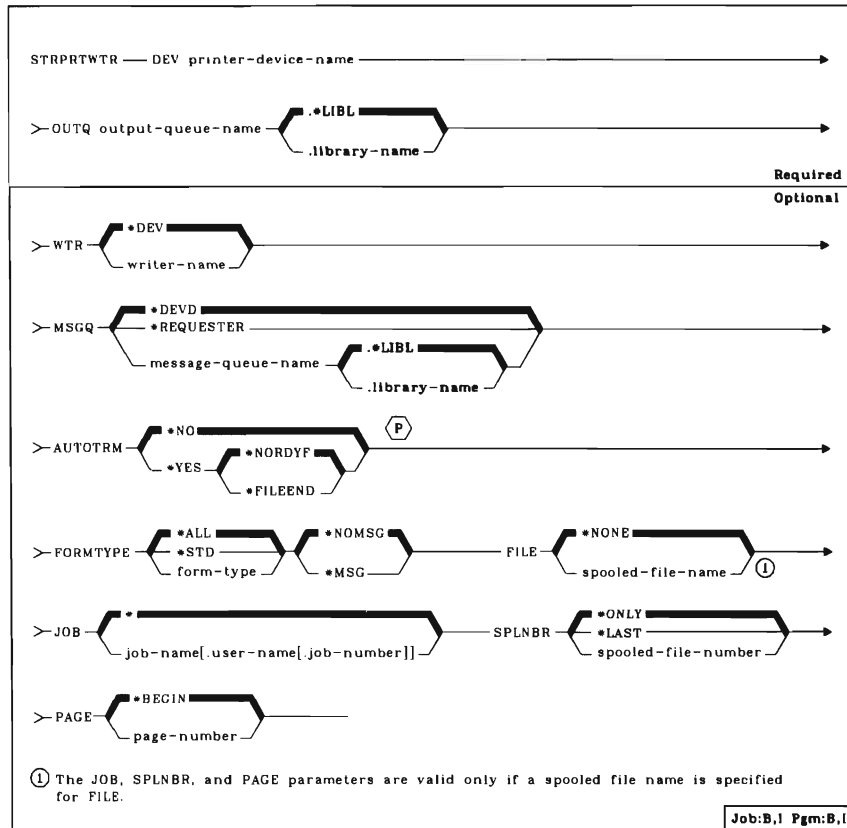 STRPRTWTR DEV printer-device-name
.*LIBL
OUTQ output-queue-name
.library-name
Required
Optional
*DEV
WTR
writer-name
*DEVD
MSGQ *REQUESTER
message-queue-name .*LIBL
.library-name
*NO P
AUTOTRM
*YES *NORDYF
*FILEEND
*ALL *NOMSG *NONE
FORMTYPE *STD FILE
form-type *MSG spooled-file-name 1
* *ONLY
JOB SPLNBR *LAST
job-name[.user-name[.job-number]] spooled-file-number
*BEGIN
PAGE
page-number
1 The JOB, SPLNBR, and PAGE parameters are valid only if a spooled file name is specified
for FILE.
Job:B,I Pgm:B,I